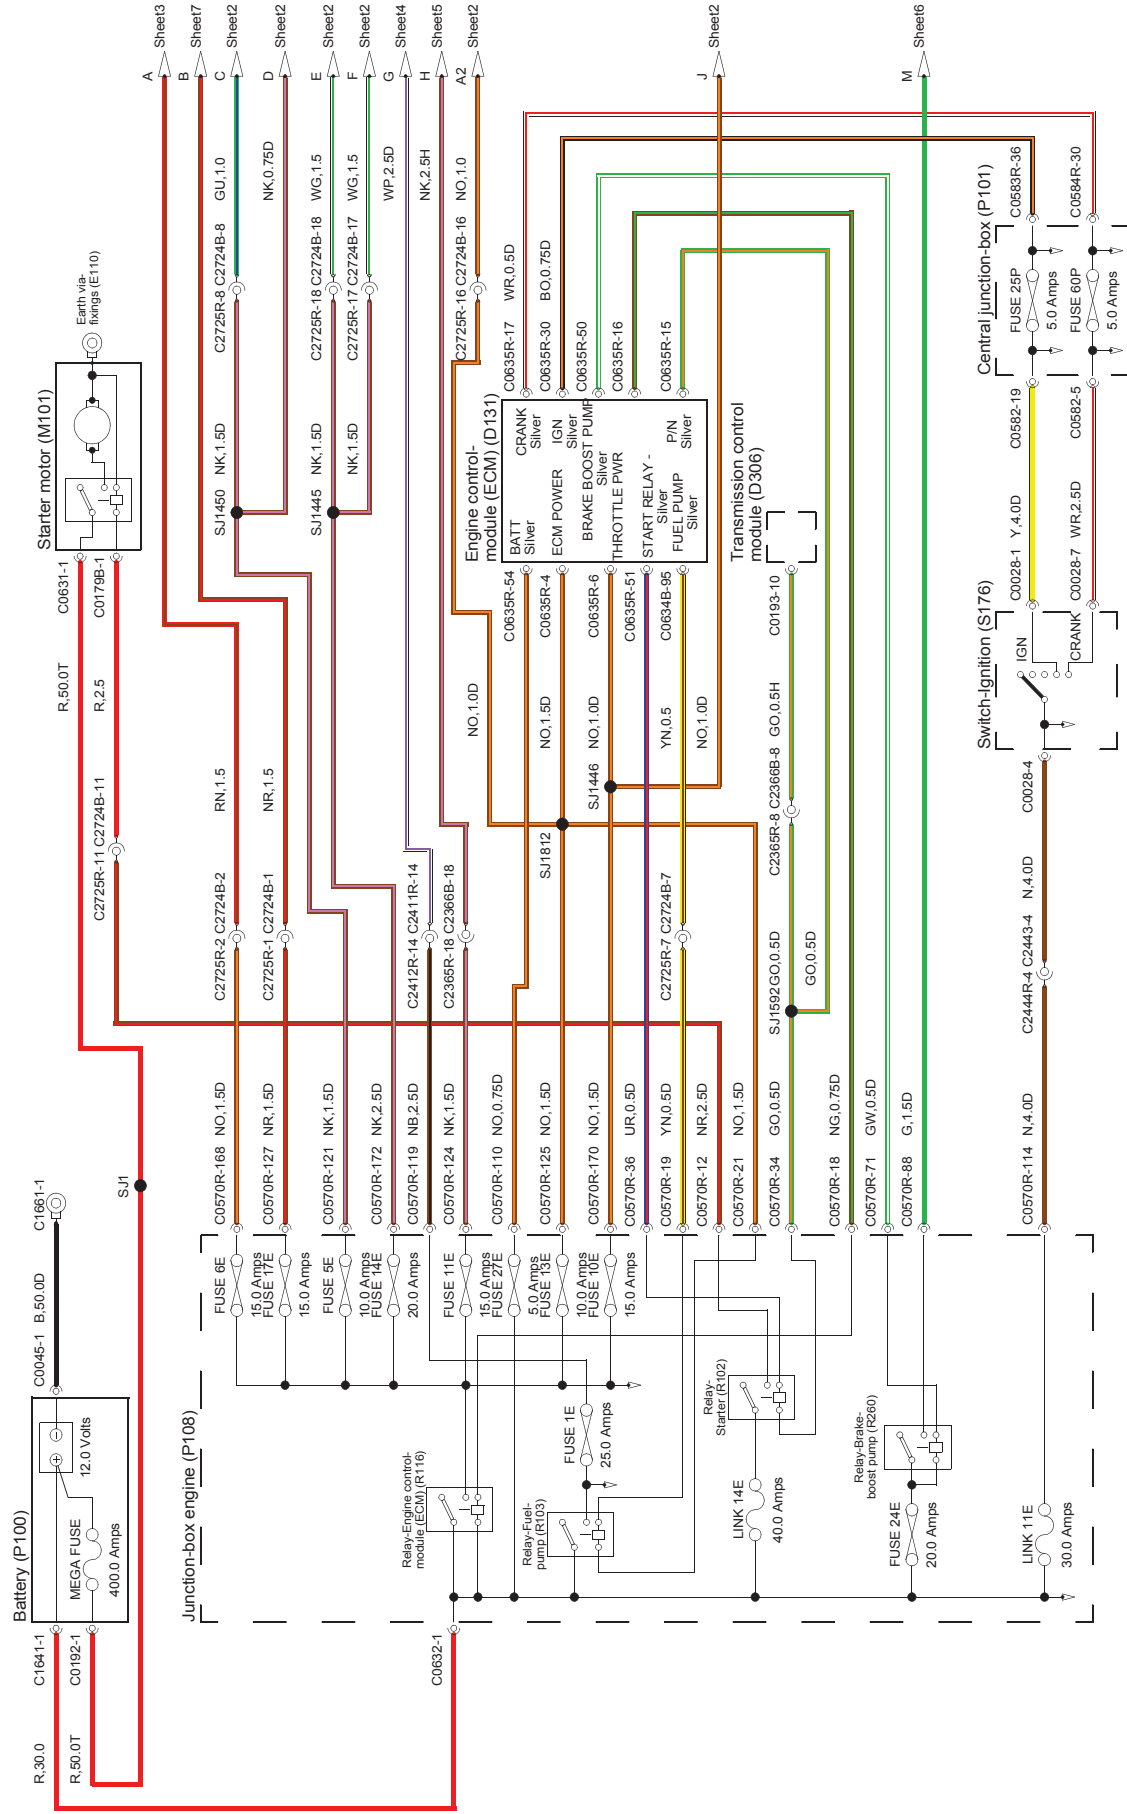 Battery (P100)
MEGA FUSE
400.0 Amps
12.0 Volts
C1641-1
C0192-1
R,30.0
R,50.0T
C0045-1
B,50.0D
C1661-1
SJ1
Starter motor (M101)
Earth via-
fixings (E110)
C0631-1
C0179B-1
R,50.0T
R,2.5
C2725R-11
C2724B-11
Junction-box engine (P108)
C0632-1
FUSE 6E
15.0 Amps
FUSE 17E
15.0 Amps
FUSE 5E
10.0 Amps
FUSE 14E
20.0 Amps
FUSE 11E
15.0 Amps
FUSE 27E
5.0 Amps
FUSE 13E
10.0 Amps
FUSE 10E
15.0 Amps
Relay-Engine control-
module (ECM) (R116)
Relay-Fuel-
pump (R103)
FUSE 1E
25.0 Amps
Relay-
Starter (R102)
LINK 14E
40.0 Amps
Relay-Brake-
boost pump (R260)
FUSE 24E
20.0 Amps
LINK 11E
30.0 Amps
C0570R-168 NO,1.5D
C0570R-127 NR,1.5D
C0570R-121 NK,1.5D
C0570R-172 NK,2.5D
C0570R-119 NB,2.5D
C0570R-124 NK,1.5D
C0570R-110 NO,0.75D
C0570R-125 NO,1.5D
C0570R-170 NO,1.5D
C0570R-36 UR,0.5D
C0570R-19 YN,0.5D
C0570R-12 NR,2.5D
C0570R-21 NO,1.5D
C0570R-34 GO,0.5D
C0570R-18 NG,0.75D
C0570R-71 GW,0.5D
C0570R-88 G,1.5D
C0570R-114 N,4.0D
C2725R-2 C2724B-2
RN,1.5
C2725R-1 C2724B-1
NR,1.5
C2412R-14 C2411R-14
C2365R-18 C2366B-18
SJ1450
NK,1.5D
C2725R-8 C2724B-8
GU,1.0
NK,0.75D
SJ1445
NK,1.5D
C2725R-18 C2724B-18
WG,1.5
NK,1.5D
C2725R-17 C2724B-17
WG,1.5
WP,2.5D
NK,2.5H
C2725R-16 C2724B-16
NO,1.0
A
Sheet3
B
Sheet7
C
Sheet2
D
Sheet2
E
Sheet2
F
Sheet2
G
Sheet4
H
Sheet5
A2
Sheet2
J
Sheet2
M
Sheet6
Engine control-
module (ECM) (D131)
BATT
Silver
CRANK
Silver
ECM POWER
IGN
Silver
BRAKE BOOST PUMP
Silver
THROTTLE PWR
START RELAY -
Silver
FUEL PUMP
Silver
P/N
Silver
C0635R-54
C0635R-4
C0635R-6
C0635R-51
C0634B-95
C0635R-17
WR,0.5D
C0635R-30
BO,0.75D
C0635R-50
C0635R-16
C0635R-15
NO,1.0D
NO,1.5D
NO,1.0D
YN,0.5
NO,1.0D
SJ1812
SJ1446
C2725R-7 C2724B-7
Transmission control
module (D306)
C0193-10
GO,0.5H
C2365R-8 C2366B-8
SJ1592
GO,0.5D
GO,0.5D
Central junction-box (P101)
C0583R-36
C0584R-30
FUSE 25P
5.0 Amps
FUSE 60P
5.0 Amps
C0582-19
C0582-5
Y,4.0D
WR,2.5D
C0028-1
C0028-7
Switch-Ignition (S176)
IGN
CRANK
C0028-4
N,4.0D
C2444R-4 C2443-4